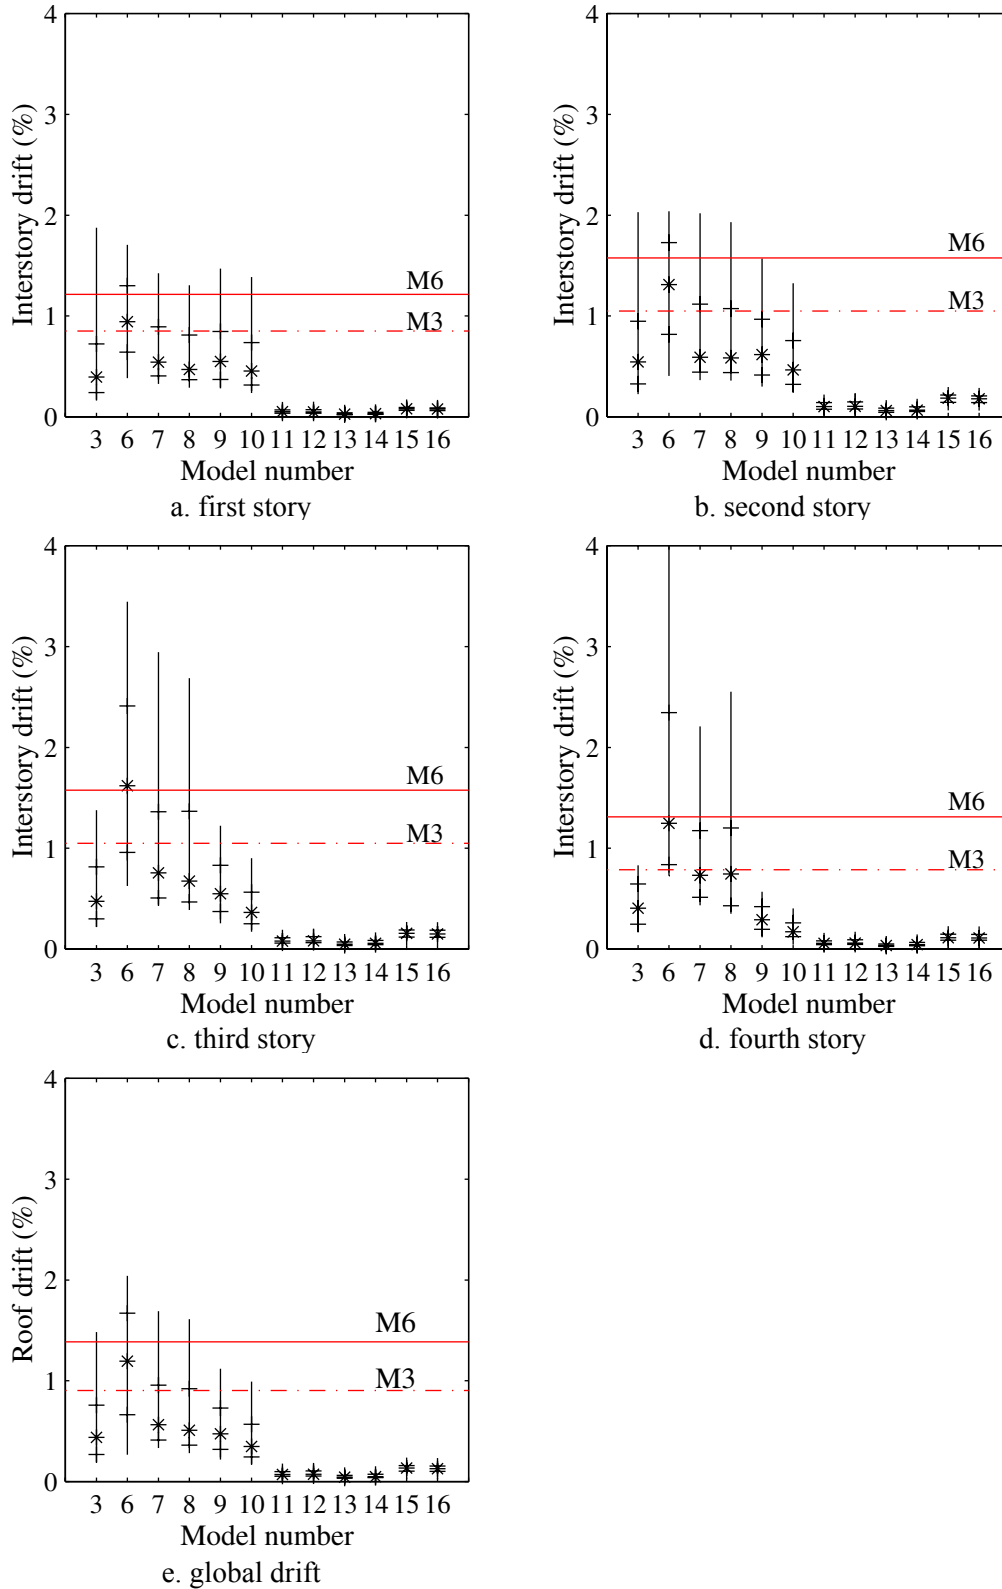 4
3
2
1
0
Interstory drift (%)
M6
M3
3 6 7 8 9 10 11 12 13 14 15 16
Model number
a. first story
4
3
2
1
0
Interstory drift (%)
M6
M3
3 6 7 8 9 10 11 12 13 14 15 16
Model number
b. second story
4
3
2
1
0
Interstory drift (%)
M6
M3
3 6 7 8 9 10 11 12 13 14 15 16
Model number
c. third story
4
3
2
1
0
Interstory drift (%)
M6
M3
3 6 7 8 9 10 11 12 13 14 15 16
Model number
d. fourth story
4
3
2
1
0
Roof drift (%)
M6
M3
3 6 7 8 9 10 11 12 13 14 15 16
Model number
e. global drift